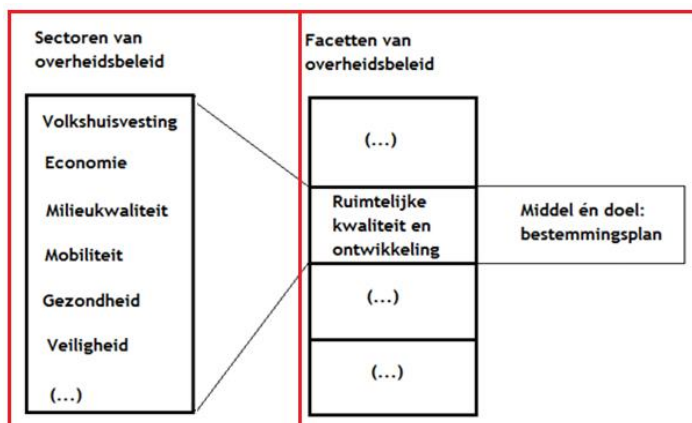 Sectoren van
overheidsbeleid
Volkshuisvesting
Economie
Milieukwaliteit
Mobiliteit
Gezondheid
Veiligheid
(...)
Facetten van
overheidsbeleid
(...)
Ruimtelijke
kwaliteit en
ontwikkeling
(...)
(...)
Middel én doel:
bestemmingsplan